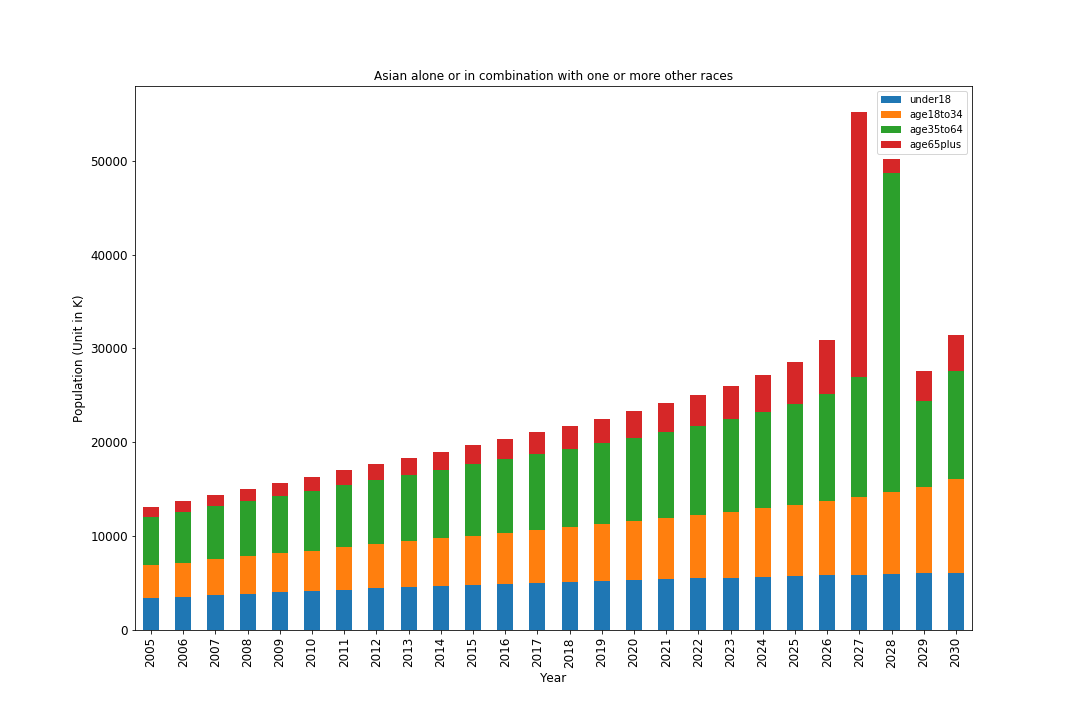 Asian alone or in combination with one or more other races
under18
age18to34
age35to64
age65plus
50000
40000
30000
20000
10000
0
Population (Unit in K)
2005 2006 2007 2008 2009 2010 2011 2012 2013 2014 2015 2016 2017 2018 2019 2020 2021 2022 2023 2024 2025 2026 2027 2028 2029 2030
Year